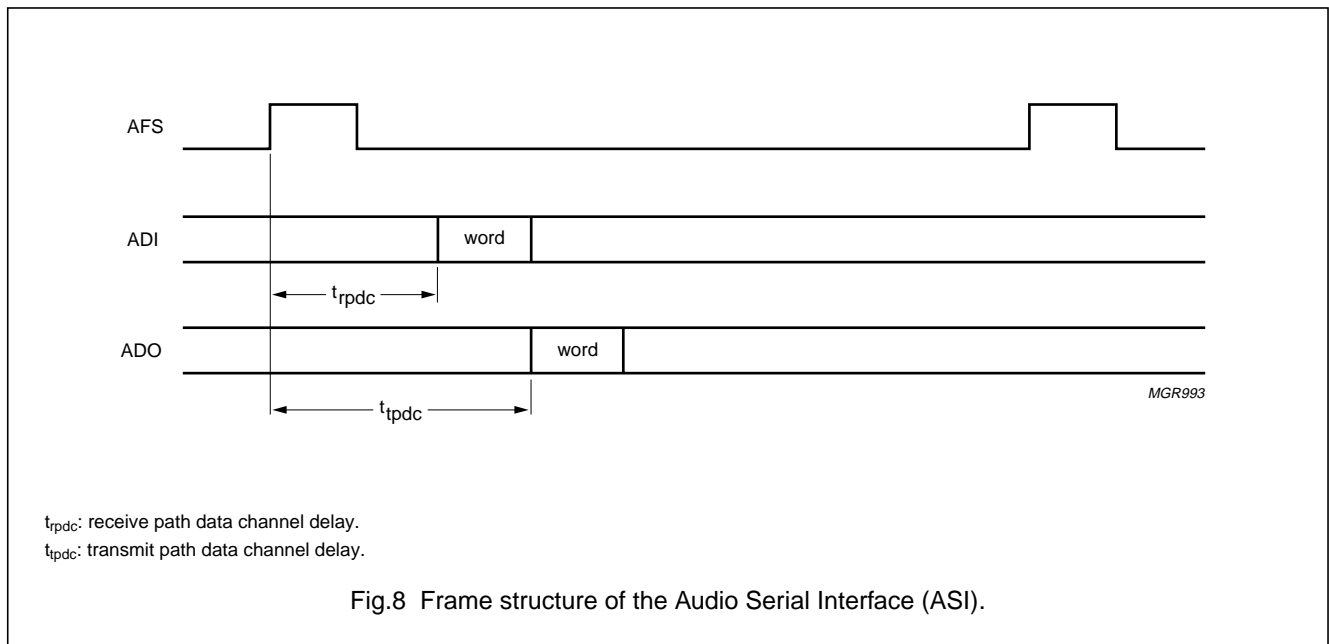 AFS
ADI
word
trpdc
ADO
word
ttpdc
MGR993
trpdc: receive path data channel delay.
ttpdc: transmit path data channel delay.
Fig.8 Frame structure of the Audio Serial Interface (ASI).